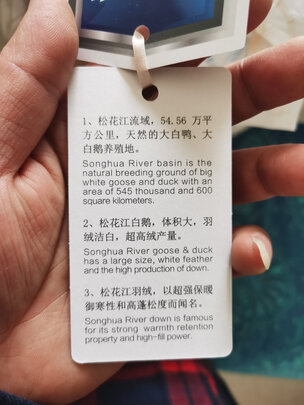 1、松花江流域，54.56 万平
方公里，天然的大白鸭、大
白鹅养殖地。
Songhua River basin is the
natural breeding ground of big
white goose and duck with an
area of 545 thousand and 600
square kilometers.
2、松花江白鹅，体积大，羽
绒洁白，超高绒产量。
Songhua River goose & duck
has a large size, white feather
and the high production of down.
3、松花江羽绒，以超强保暖
御寒性和高蓬松度而闻名。
Songhua River down is famous
for its strong warmth retention
property and high-fill power.